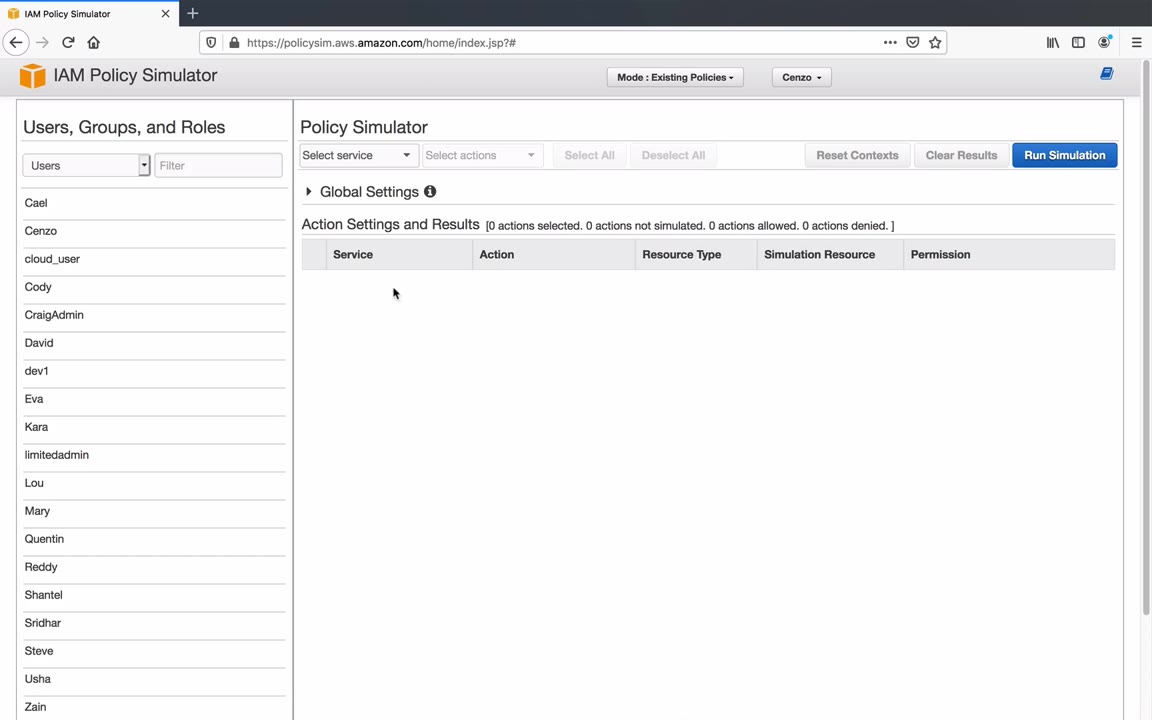 IAM Policy Simulator
https://policysim.aws.amazon.com/home/index.jsp?#
IAM Policy Simulator
Mode : Existing Policies
Cenzo
Users, Groups, and Roles
Users
Filter
Cael
Cenzo
cloud_user
Cody
CraigAdmin
David
dev1
Eva
Kara
limitedadmin
Lou
Mary
Quentin
Reddy
Shantel
Sridhar
Steve
Usha
Zain
Policy Simulator
Select service
Select actions
Select All
Deselect All
Reset Contexts
Clear Results
Run Simulation
Global Settings
Action Settings and Results [0 actions selected. 0 actions not simulated. 0 actions allowed. 0 actions denied. ]
Service Action Resource Type Simulation Resource Permission